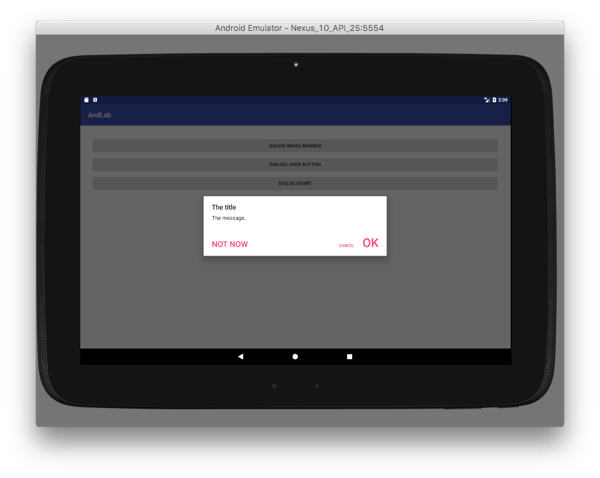 Android Emulator - Nexus_10_API_25:5554
2:09
AndLab
DIALOG IMAGE MARKER
DIALOG LARGE BUTTON
DIALOG CHART
The title
The message.
NOT NOW CANCEL OK